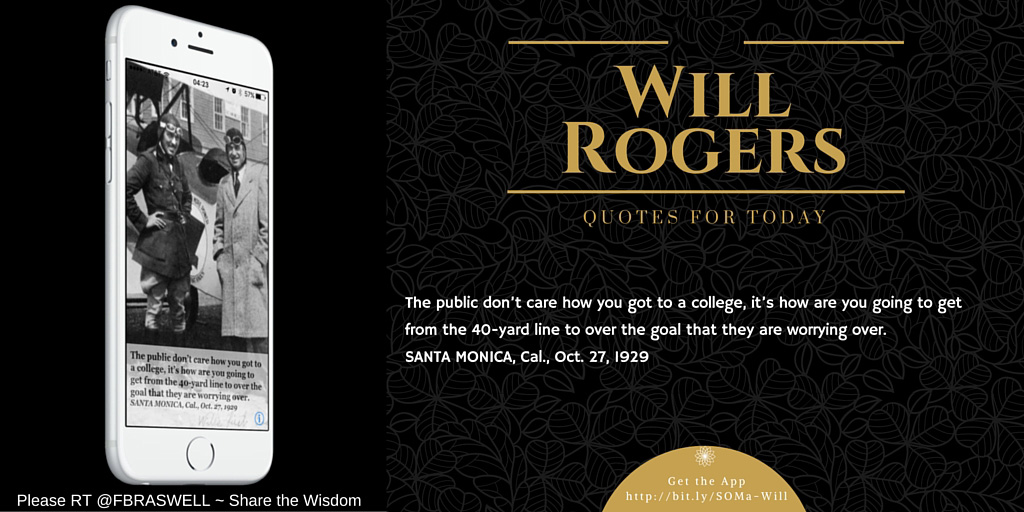 04:23
57%
The public don't care how you got to
a college, it's how are you going to
get from the 40-yard line to over the
goal that they are worrying over.
SANTA MONICA, Cal., Oct. 27, 1929
Please RT @FBRASWELL ~ Share the Wisdom
WILL
ROGERS
QUOTES FOR TODAY
The public don't care how you got to a college, it's how are you going to get
from the 40-yard line to over the goal that they are worrying over.
SANTA MONICA, Cal., Oct. 27, 1929
Get the App
http://bit.ly/SOMa-Will